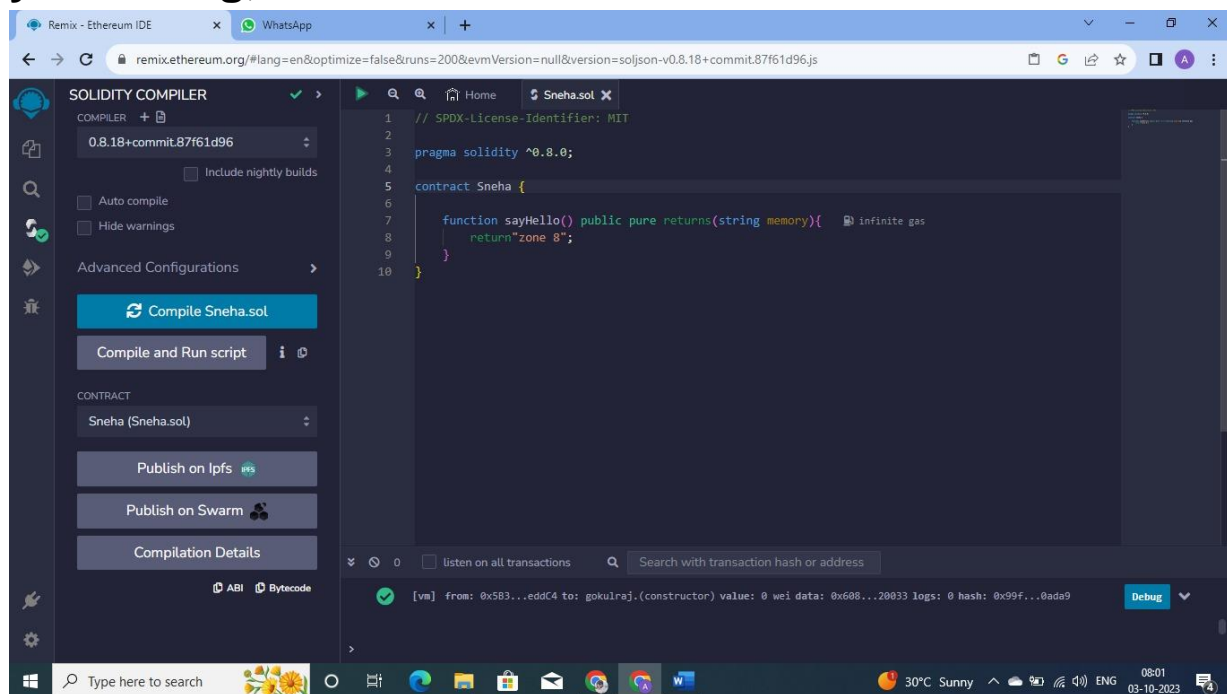 Remix - Ethereum IDE
WhatsApp
remix.ethereum.org/#lang=en&optimize=false&runs=200&evmVersion=null&version=soljson-v0.8.18+commit.87f61d96.js
G
A
SOLIDITY COMPILER
COMPILER
0.8.18+commit.87f61d96
Include nightly builds
Auto compile
Hide warnings
Advanced Configurations
Compile Sneha.sol
Compile and Run script
i
CONTRACT
Sneha (Sneha.sol)
Publish on Ipfs
IPFS
Publish on Swarm
Compilation Details
ABI Bytecode
Home Sneha.sol
1 // SPDX-License-Identifier: MIT
2
3 pragma solidity ^0.8.0;
4
5 contract Sneha {
6
7 function sayHello() public pure returns(string memory){ infinite gas
8 return"zone 8";
9 }
10 }
0 listen on all transactions Search with transaction hash or address
[vm] from: 0x5B3...eddC4 to: gokulraj.(constructor) value: 0 wei data: 0x608...20033 logs: 0 hash: 0x99f...0ada9 Debug
>
Type here to search
W
30°C Sunny
ENG
08:01
03-10-2023
4